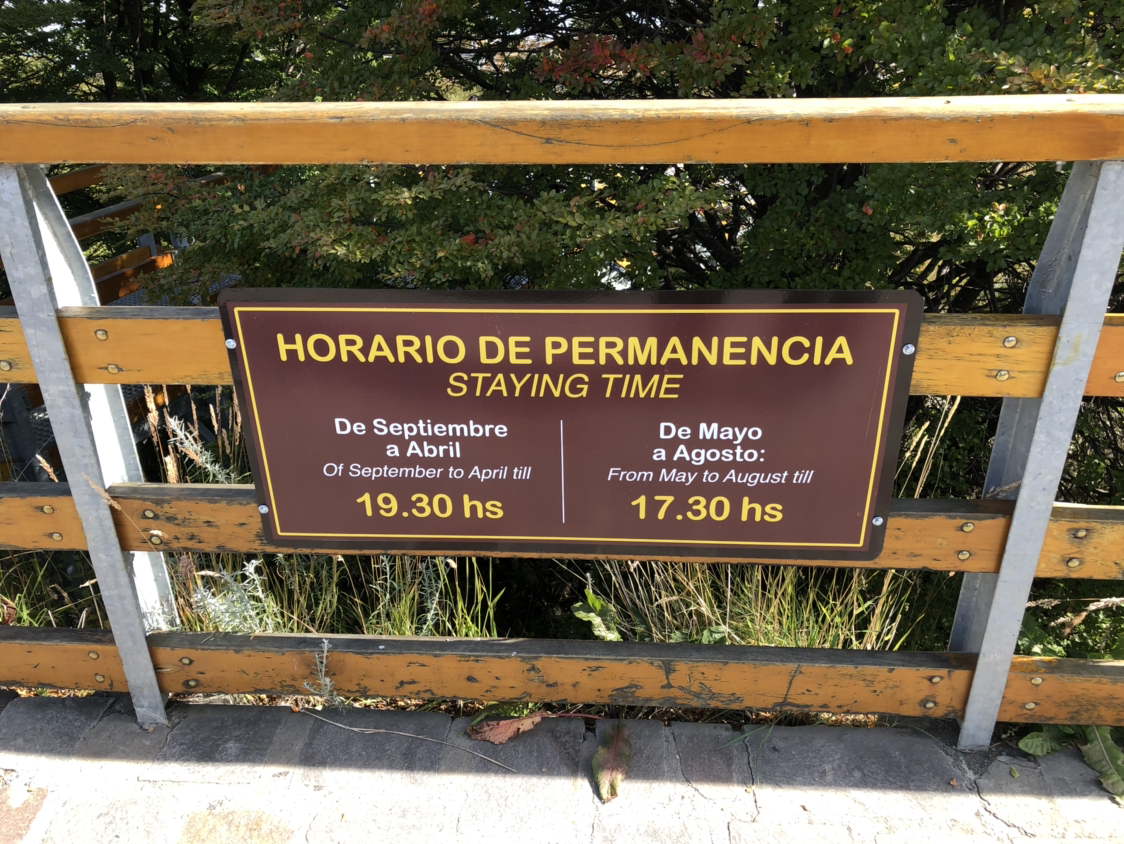 HORARIO DE PERMANENCIA
STAYING TIME
De Septiembre
a Abril
Of September to April till
19.30 hs
De Mayo
a Agosto:
From May to August till
17.30 hs